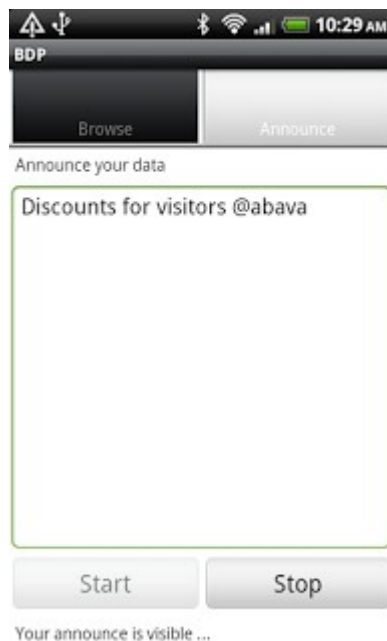 10:29 AM
BDP
Browse
Announce
Announce your data
Discounts for visitors @abava
Start
Stop
Your announce is visible ...